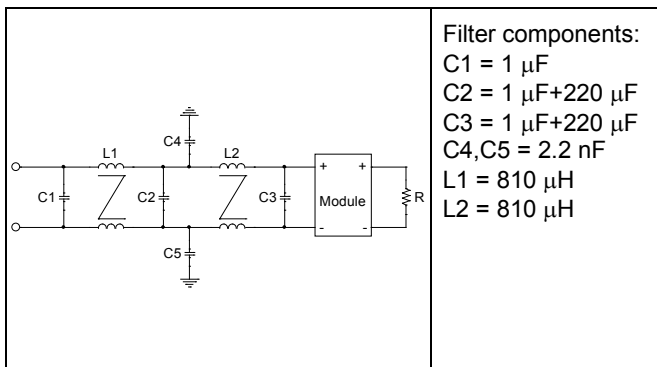 Filter components:
C1 = 1 μF
C2 = 1 μF+220 μF
C3 = 1 μF+220 μF
C4,C5 = 2.2 nF
L1 = 810 μH
L2 = 810 μH
C4
L1
L2
+ +
C1
C2
C3
Module
R
- -
C5